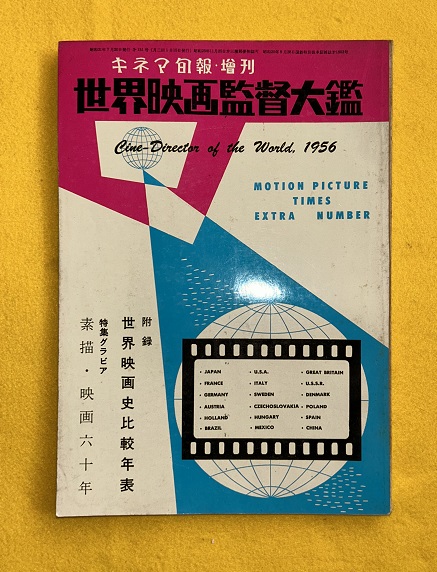 キネマ旬報・増刊
世界映画監督大鑑
Cine-Director of the World, 1956
MOTION PICTURE
TIMES
EXTRA NUMBER
附録
世界映画史比較年表
特集グラビア
素描・映画六十年
・ JAPAN ・ U.S.A. ・ GREAT BRITAIN
・ FRANCE ・ ITALY ・ U.S.S.R.
・ GERMANY ・ SWEDEN ・ DENMARK
・ AUSTRIA ・ CZECHOSLOVAKIA ・ POLAND
・ HOLLAND ・ HUNGARY ・ SPAIN
・ BRAZIL ・ MEXICO ・ CHINA